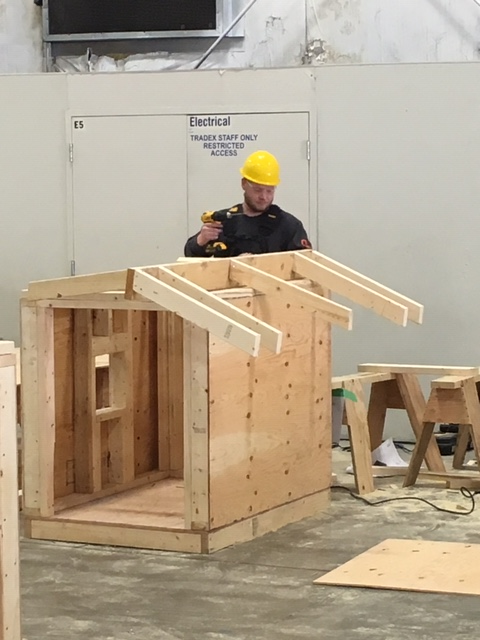 E5
Electrical
TRADEX STAFF ONLY
RESTRICTED
ACCESS